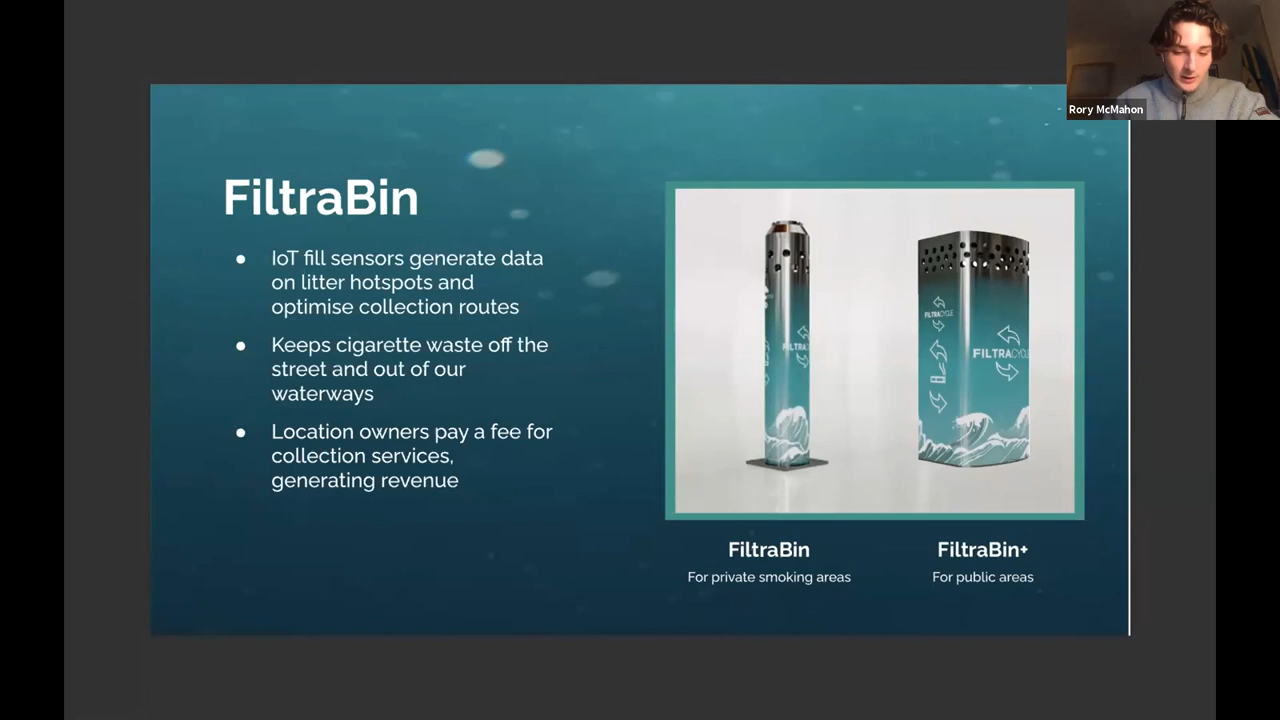 Rory McMahon
FiltraBin
● IoT fill sensors generate data
on litter hotspots and
optimise collection routes
● Keeps cigarette waste off the
street and out of our
waterways
● Location owners pay a fee for
collection services,
generating revenue
FILTRACYCLE
FILTRACYCLE
FiltraBin
For private smoking areas
FiltraBin+
For public areas